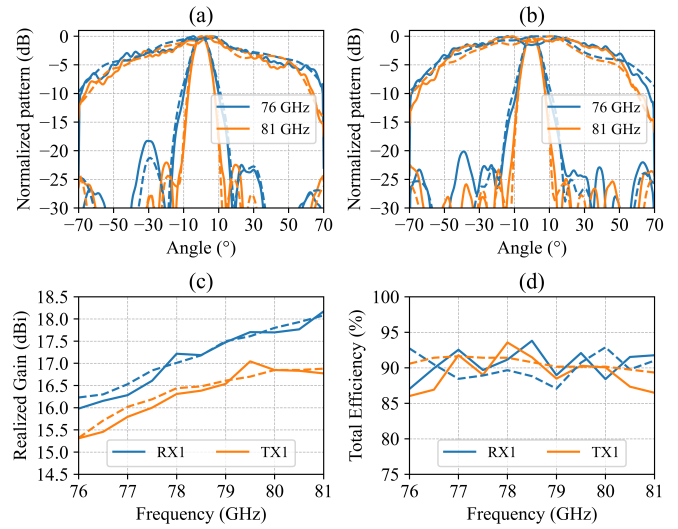 (a)
(b)
Normalized pattern (dB)
0
−5
−10
−15
−20
−25
−30
76 GHz
81 GHz
−70 −50 −30 −10 10 30 50 70
Angle (°)
Normalized pattern (dB)
0
−5
−10
−15
−20
−25
−30
76 GHz
81 GHz
−70 −50 −30 −10 10 30 50 70
Angle (°)
(c)
(d)
Realized Gain (dBi)
18.5
18.0
17.5
17.0
16.5
16.0
15.5
15.0
14.5
RX1 TX1
76 77 78 79 80 81
Frequency (GHz)
Total Efficiency (%)
100
95
90
85
80
75
RX1 TX1
76 77 78 79 80 81
Frequency (GHz)